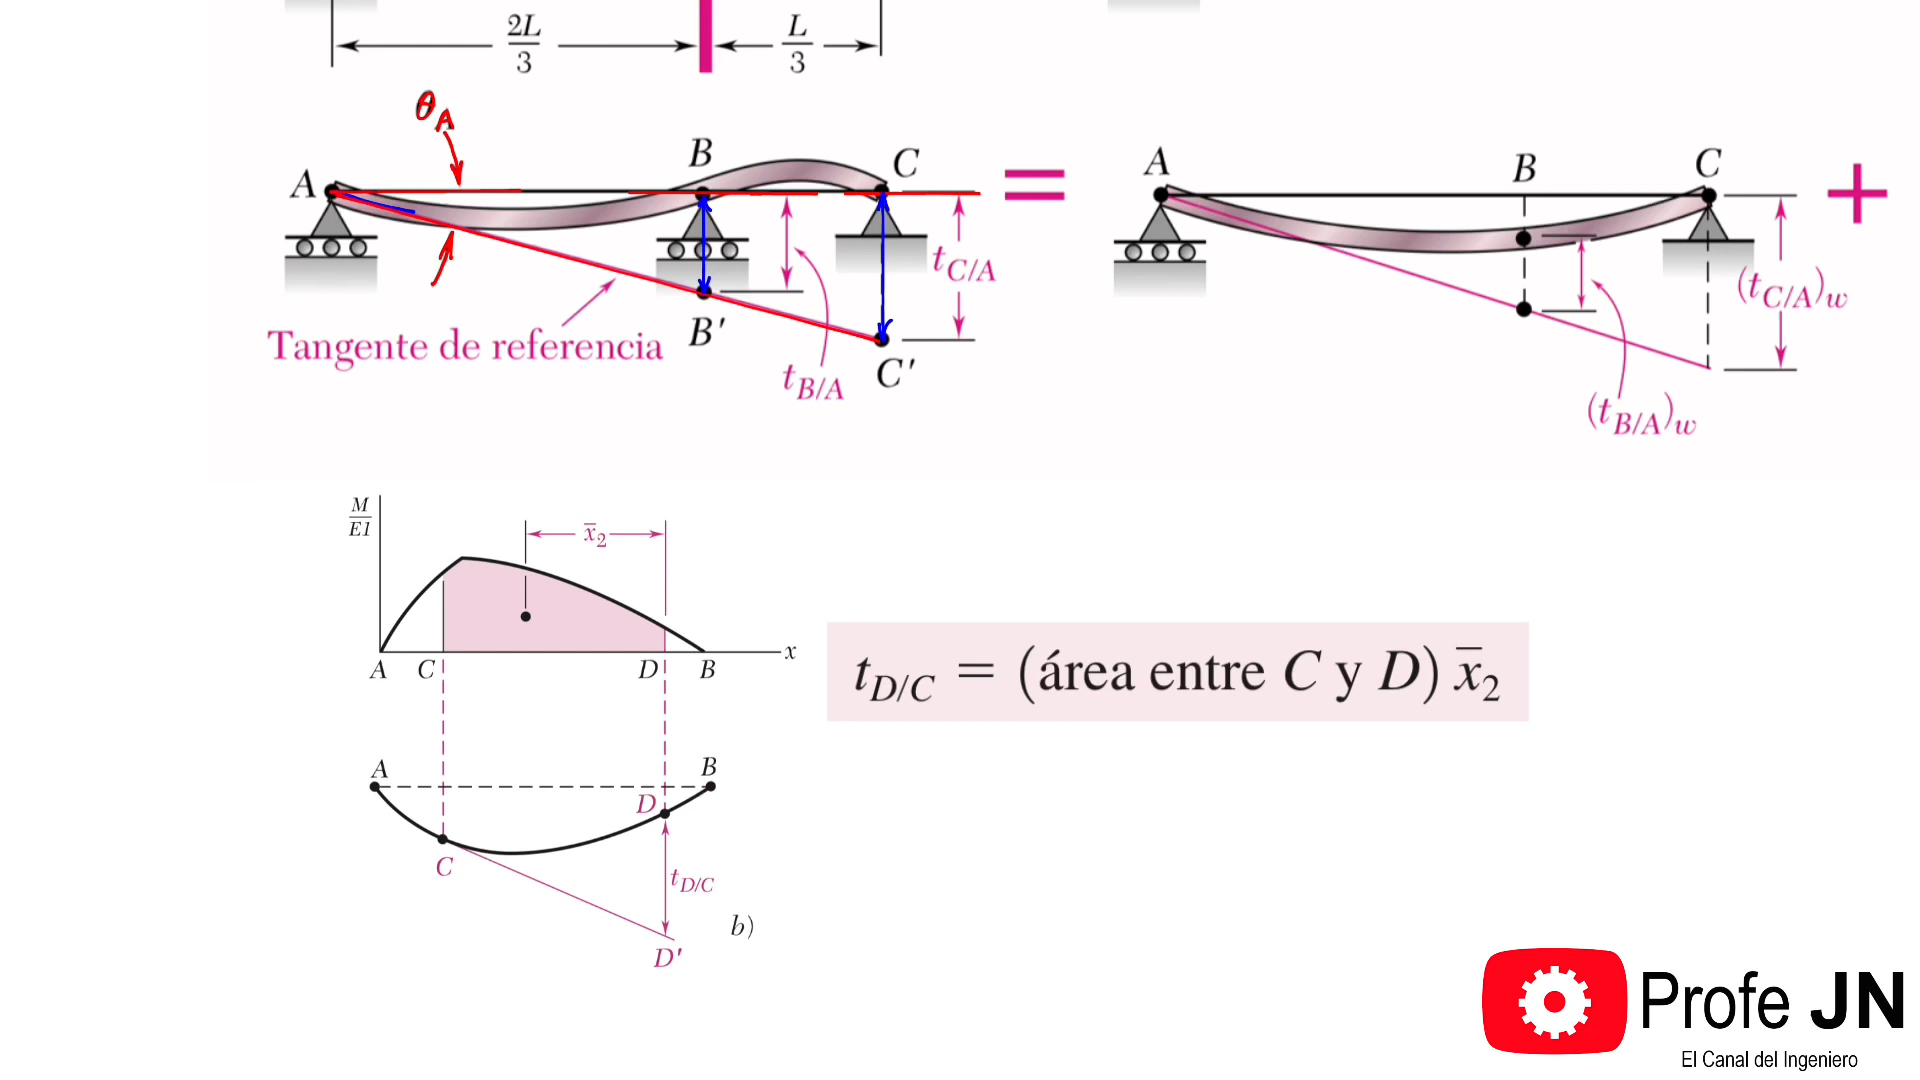 2L
3
L
3
θA
A
B
C
=
A
B
C
+
tC/A
(tC/A)w
Tangente de referencia
B'
tB/A
C'
(tB/A)w
M
EI
x̄2
A C D B x
tD/C = (área entre C y D) x̄2
A
B
D
C
tD/C
b)
D'
Profe JN
El Canal del Ingeniero